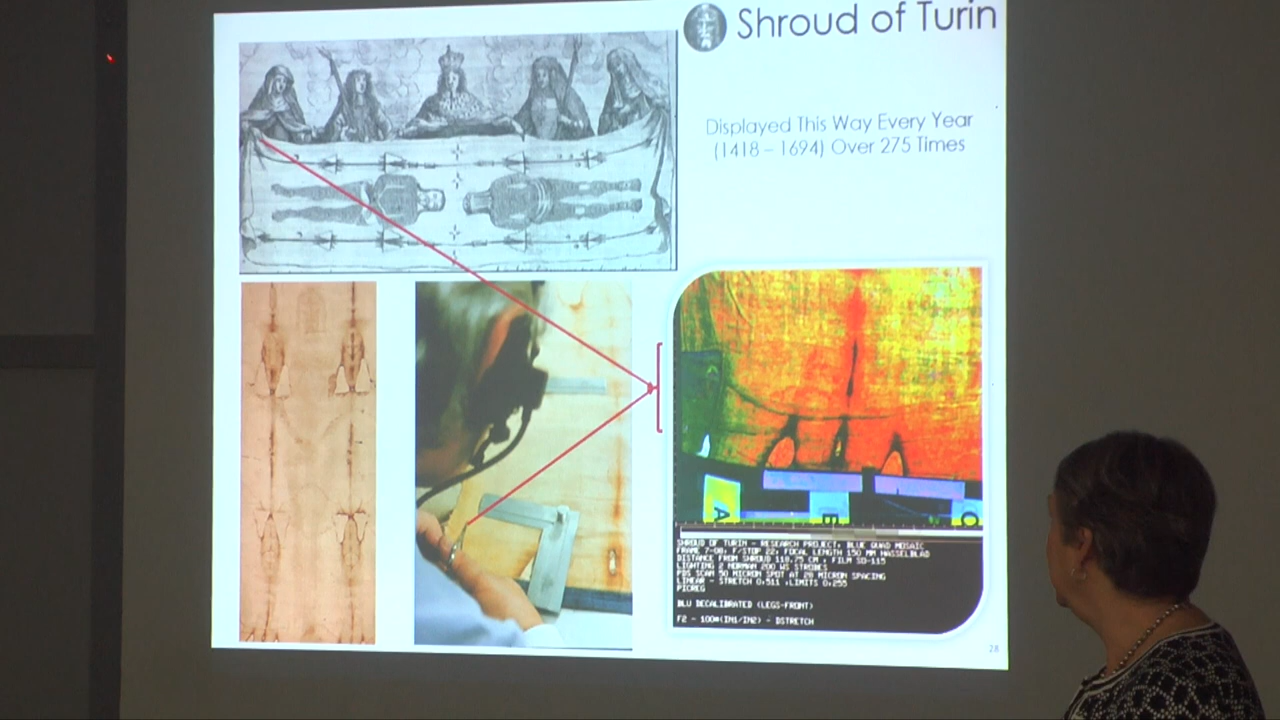 Shroud of Turin
Displayed This Way Every Year
(1418 – 1694) Over 275 Times
A
B
C
SHROUD OF TURIN - RESEARCH PROJECT, BLUE QUAD MOSAIC
FRAME 7-08, F/STOP 22, FOCAL LENGTH 150 MM HASSELBLAD
DISTANCE FROM SHROUD 118.75 CM , FILM SO-115
LIGHTING 2 NORMAN 200 WS STROBES
PDS SCAN 50 MICRON SPOT AT 28 MICRON SPACING
LINEAR - STRETCH 0,511 ,LIMITS 0,255
PICREG
BLU DECALIBRATED (LEGS-FRONT)
F2 - 100*(IN1/IN2) - DSTRETCH
28